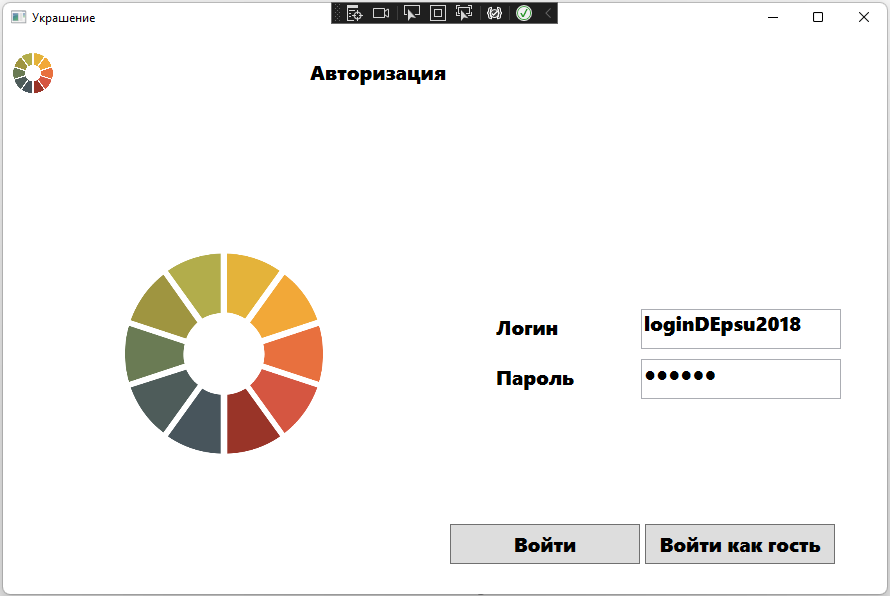 Украшение
Авторизация
Логин
loginDEpsu2018
Пароль
••••••
Войти
Войти как гость